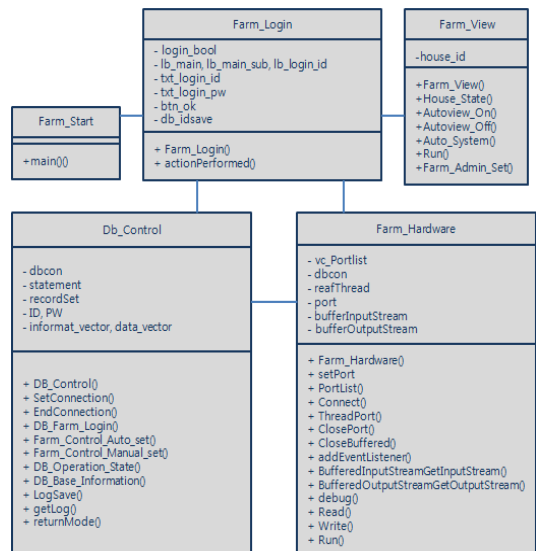 Farm_Login
- login_bool
- lb_main, lb_main_sub, lb_login_id
- txt_login_id
- txt_login_pw
- btn_ok
- db_idsave
+ Farm_Login()
+ actionPerformed()
Farm_View
-house_id
+Farm_View()
+House_State()
+Autoview_On()
+Autoview_Off()
+Auto_System()
+Run()
+Farm_Admin_Set()
Farm_Start
+main()()
Db_Control
- dbcon
- statement
- recordSet
- ID, PW
- informat_vector, data_vector
+ DB_Control()
+ SetConnection()
+ EndConnection()
+ DB_Farm_Login()
+ Farm_Control_Auto_set()
+ Farm_Control_Manual_set()
+ DB_Operation_State()
+ DB_Base_Information()
+ LogSave()
+ getLog()
+ returnMode()
Farm_Hardware
- vc_Portlist
- dbcon
- reafThread
- port
- bufferInputStream
- bufferOutputStream
+ Farm_Hardware()
+ setPort
+ PortList()
+ Connect()
+ ThreadPort()
+ ClosePort()
+ CloseBuffered()
+ addEventListener()
+ BufferedInputStreamGetInputStream()
+ BufferedOutputStreamGetOutputStream()
+ debug()
+ Read()
+ Write()
+ Run()